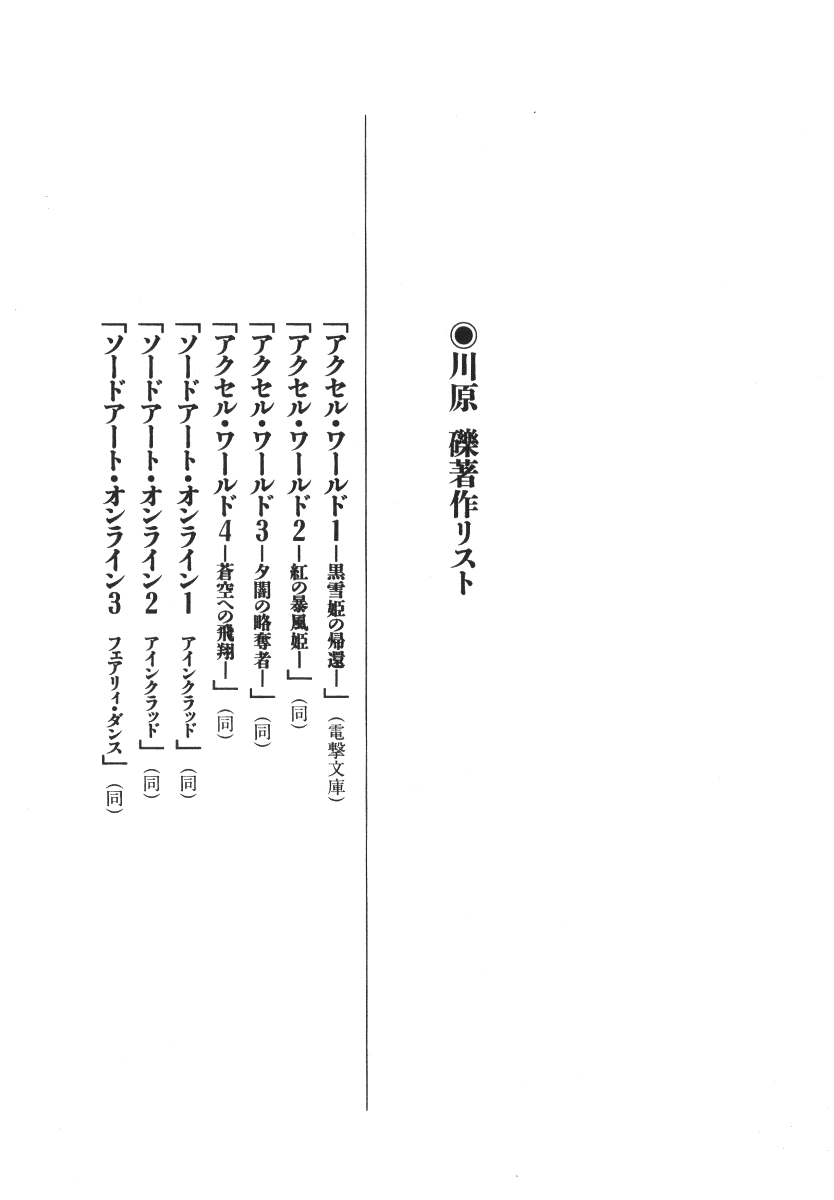 ◉川原 礫著作リスト
「アクセル・ワールド1―黒雪姫の帰還―」（電撃文庫）
「アクセル・ワールド2―紅の暴風姫―」（同）
「アクセル・ワールド3―夕闇の略奪者―」（同）
「アクセル・ワールド4―蒼空への飛翔―」（同）
「ソードアート・オンライン1 アインクラッド」（同）
「ソードアート・オンライン2 アインクラッド」（同）
「ソードアート・オンライン3 フェアリィ・ダンス」（同）